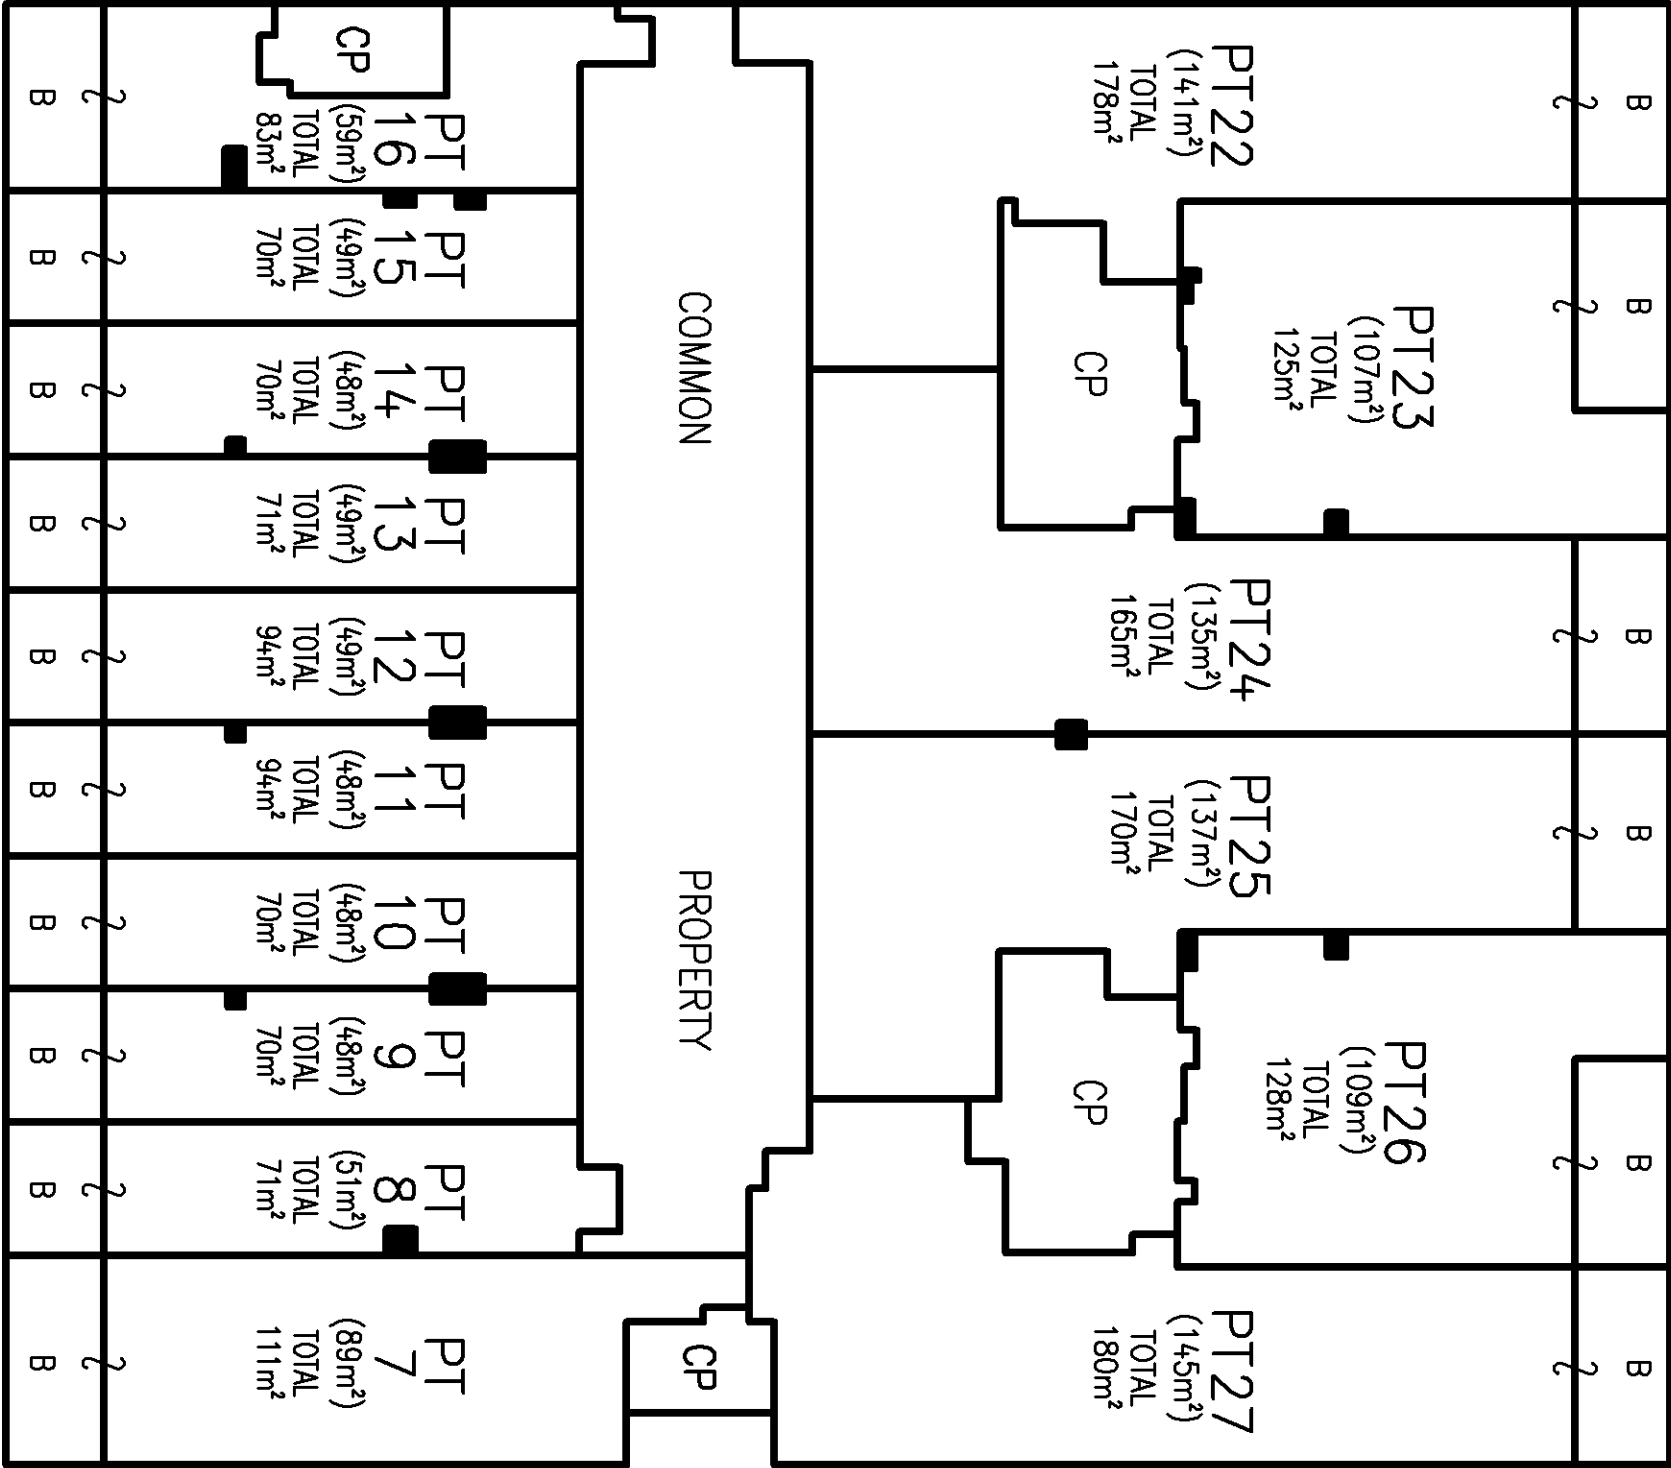 B
PT22
(141m²)
TOTAL
178m²
B
PT23
(107m²)
TOTAL
125m²
B
PT24
(135m²)
TOTAL
165m²
B
PT25
(137m²)
TOTAL
170m²
B
PT26
(109m²)
TOTAL
128m²
B
PT27
(145m²)
TOTAL
180m²
CP
CP
COMMON PROPERTY
CP
CP
PT
16
(59m²)
TOTAL
83m²
B
PT
15
(49m²)
TOTAL
70m²
B
PT
14
(48m²)
TOTAL
70m²
B
PT
13
(49m²)
TOTAL
71m²
B
PT
12
(49m²)
TOTAL
94m²
B
PT
11
(48m²)
TOTAL
94m²
B
PT
10
(48m²)
TOTAL
70m²
B
PT
9
(48m²)
TOTAL
70m²
B
PT
8
(51m²)
TOTAL
71m²
B
PT
7
(89m²)
TOTAL
111m²
B